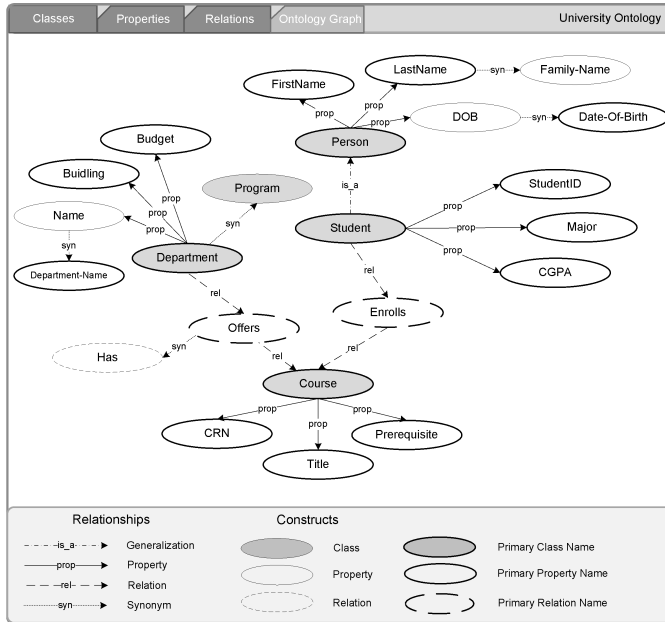 Classes
Properties
Relations
Ontology Graph
University Ontology
FirstName
LastName
syn
Family-Name
prop
prop
prop
DOB
syn
Date-Of-Birth
Person
Budget
Buidling
Program
prop
prop
prop
syn
Name
syn
Department-Name
Department
is_a
Student
prop
StudentID
prop
Major
prop
CGPA
rel
rel
Offers
Enrolls
syn
Has
rel
rel
Course
prop
prop
prop
CRN
Title
Prerequisite
Relationships
is_a
Generalization
prop
Property
rel
Relation
syn
Synonym
Constructs
Class
Primary Class Name
Property
Primary Property Name
Relation
Primary Relation Name